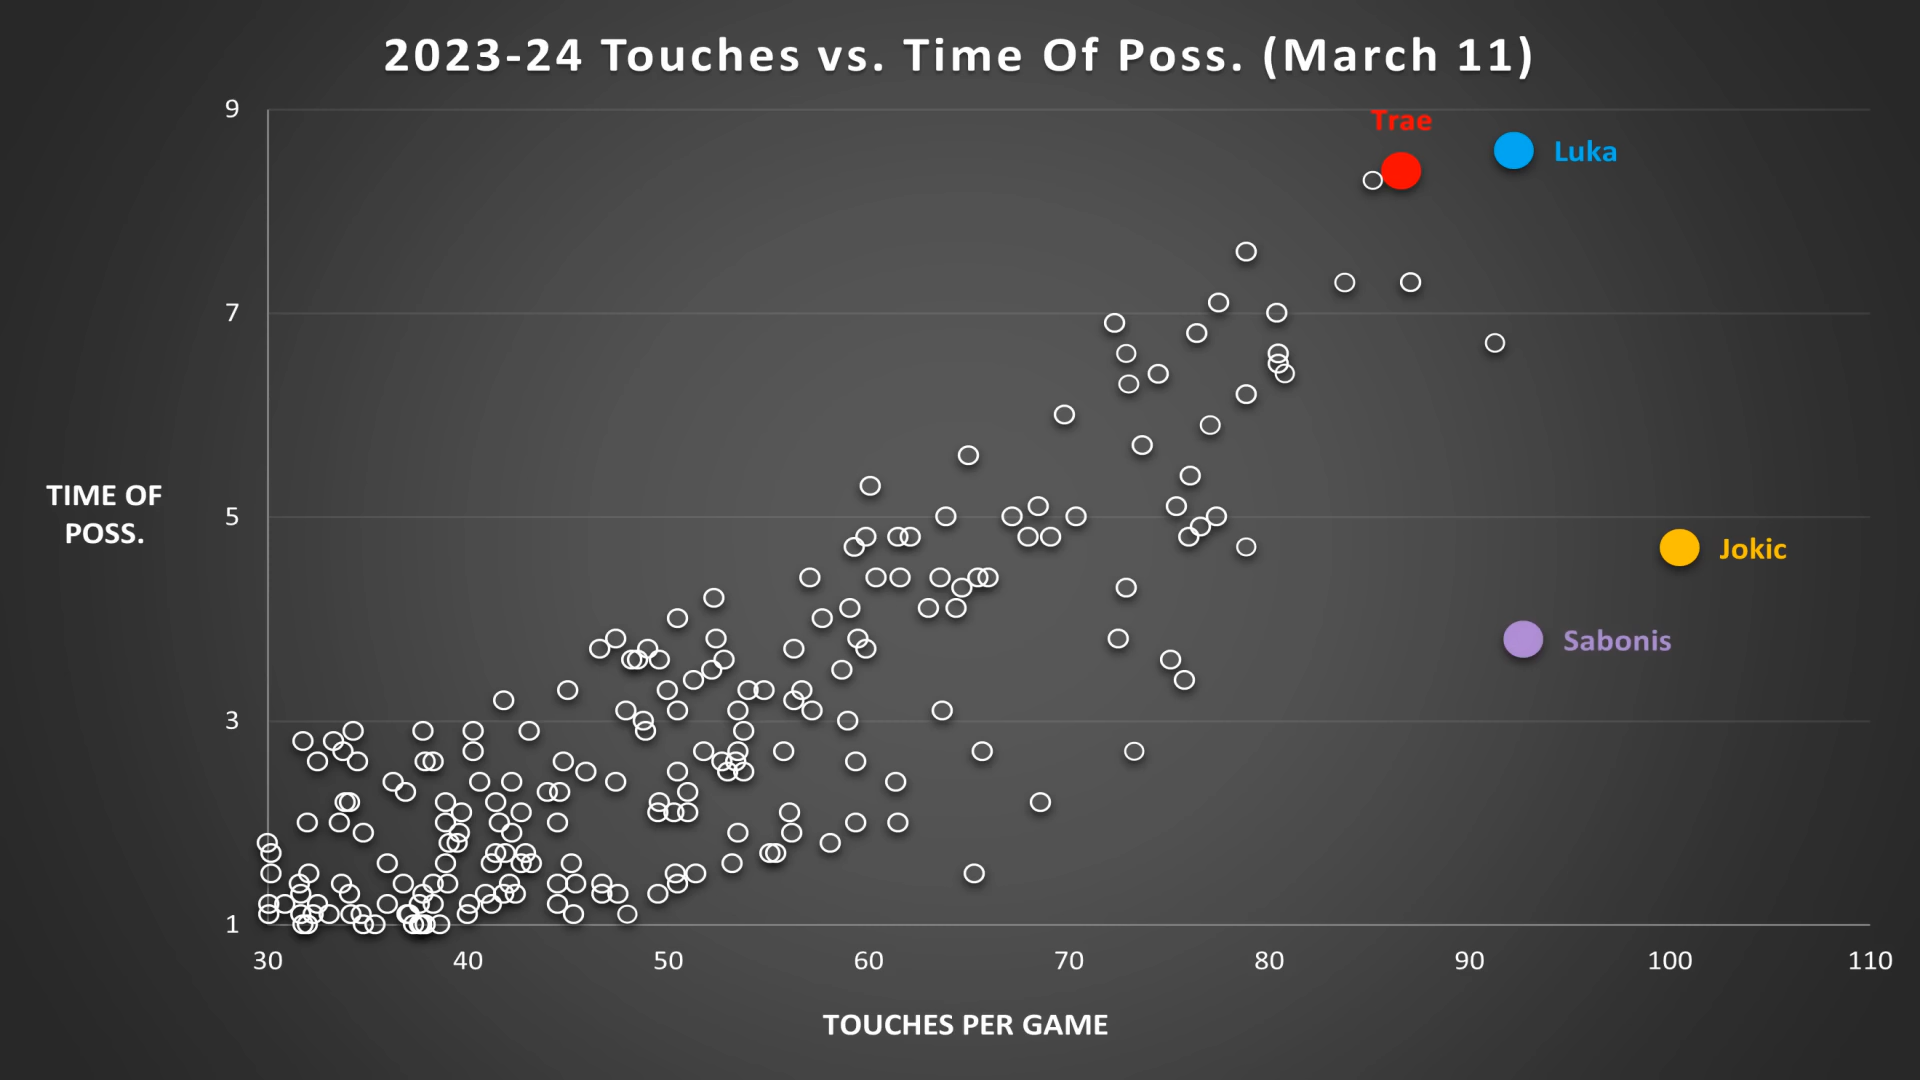 2023-24 Touches vs. Time Of Poss. (March 11)
9
Trae
Luka
7
TIME OF
POSS.
5
Jokic
Sabonis
3
1
30 40 50 60 70 80 90 100 110
TOUCHES PER GAME